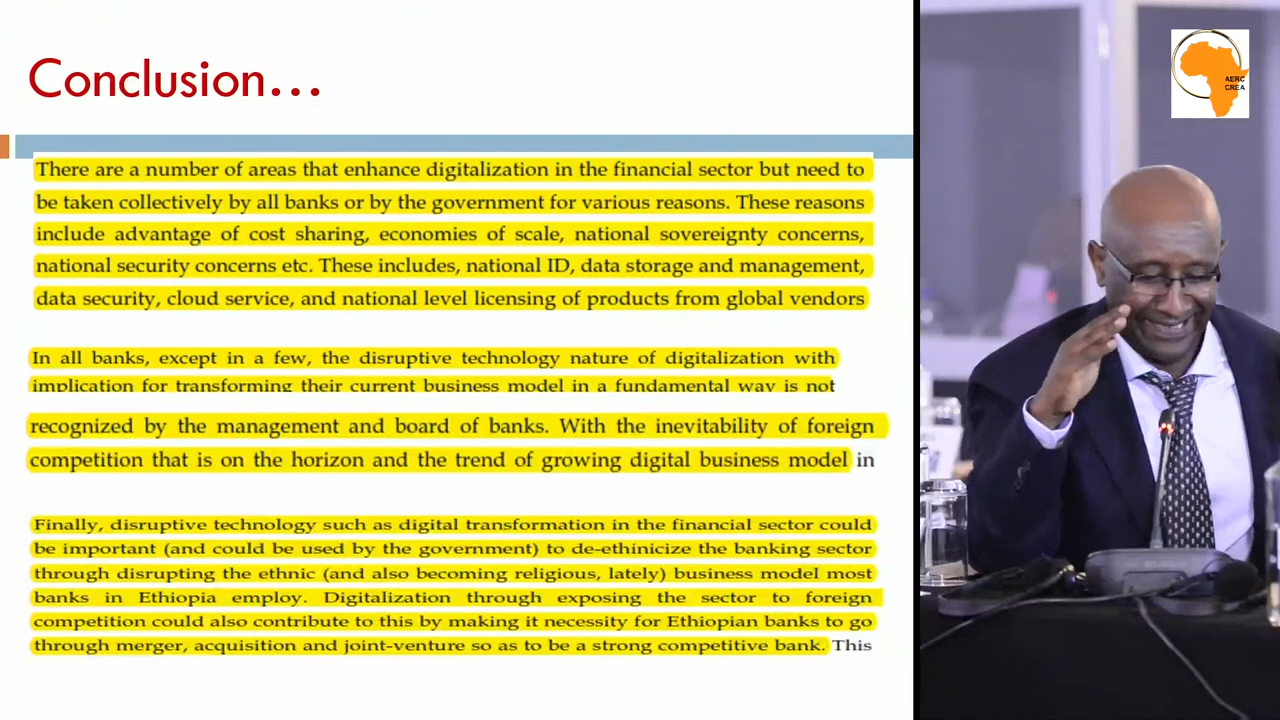 Conclusion...
AERC
CREA
There are a number of areas that enhance digitalization in the financial sector but need to
be taken collectively by all banks or by the government for various reasons. These reasons
include advantage of cost sharing, economies of scale, national sovereignty concerns,
national security concerns etc. These includes, national ID, data storage and management,
data security, cloud service, and national level licensing of products from global vendors
In all banks, except in a few, the disruptive technology nature of digitalization with
implication for transforming their current business model in a fundamental way is not
recognized by the management and board of banks. With the inevitability of foreign
competition that is on the horizon and the trend of growing digital business model in
Finally, disruptive technology such as digital transformation in the financial sector could
be important (and could be used by the government) to de-ethinicize the banking sector
through disrupting the ethnic (and also becoming religious, lately) business model most
banks in Ethiopia employ. Digitalization through exposing the sector to foreign
competition could also contribute to this by making it necessity for Ethiopian banks to go
through merger, acquisition and joint-venture so as to be a strong competitive bank. This